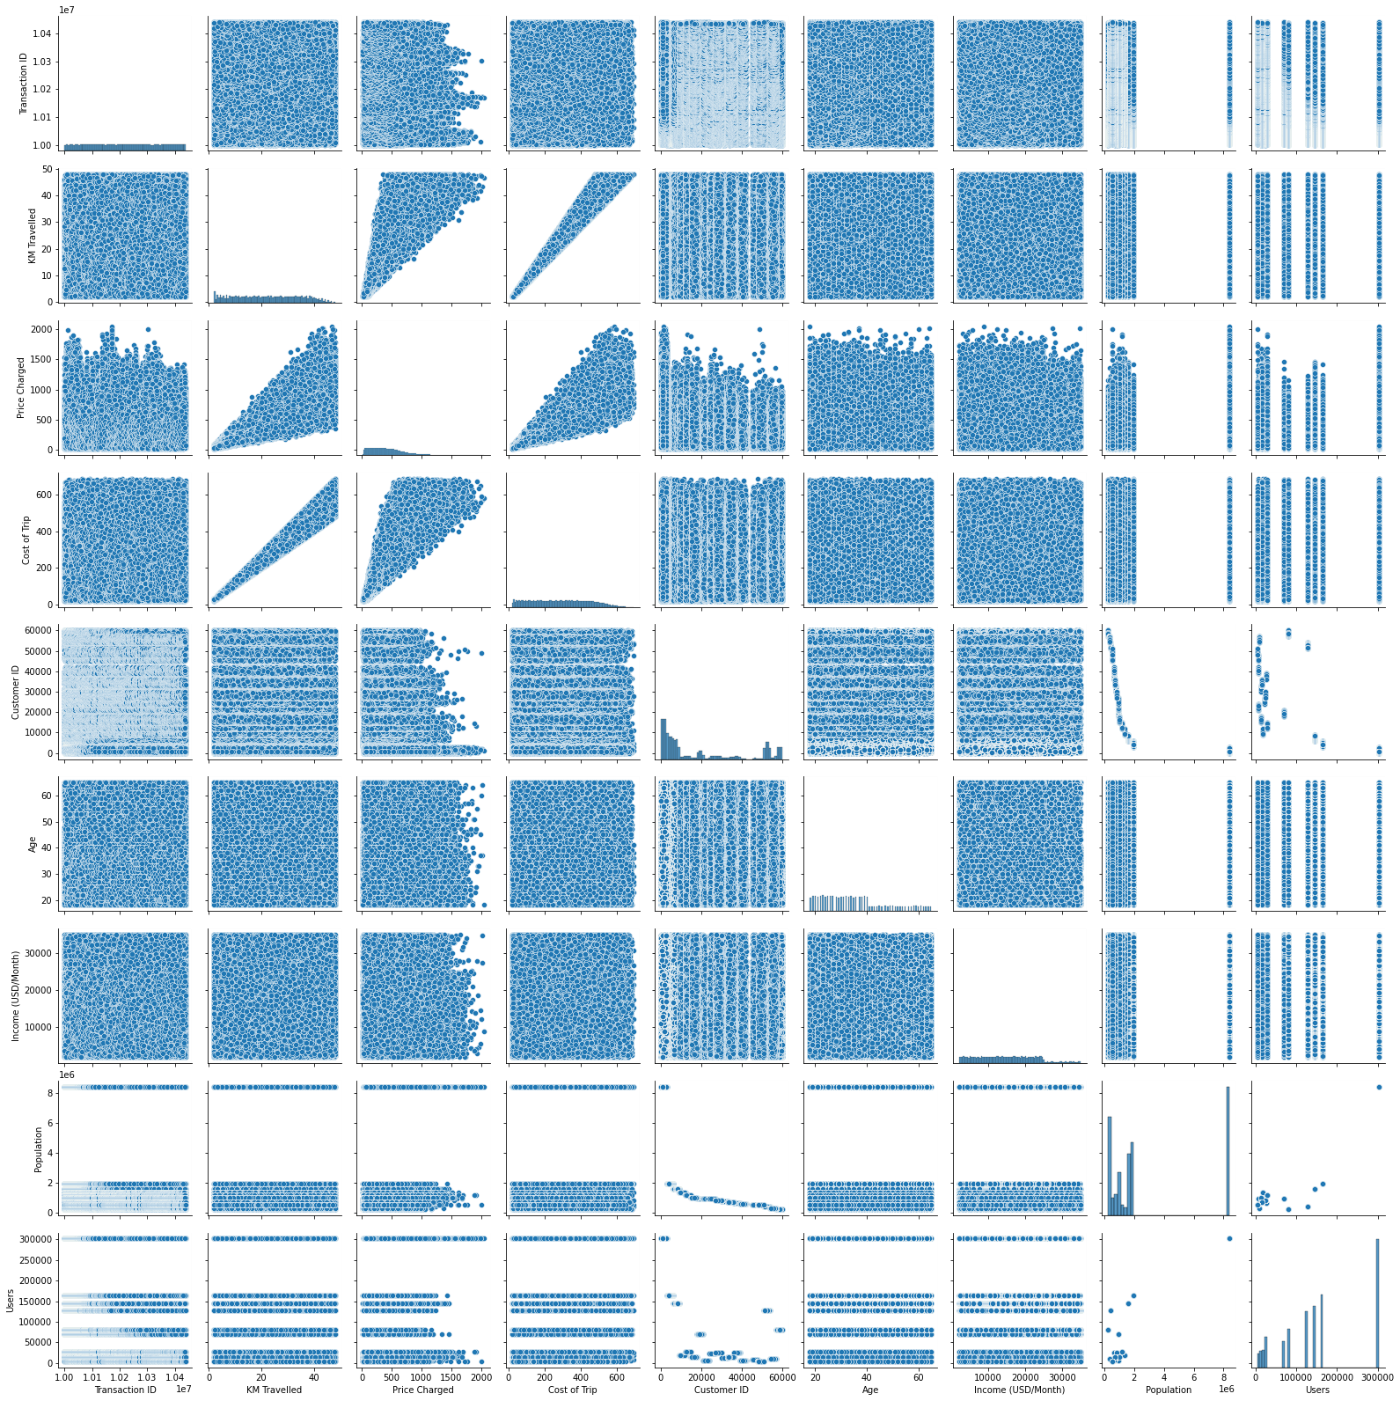 1e7
1.04
1.03
1.02
1.01
1.00
Transaction ID
50
40
30
20
10
0
KM Travelled
2000
1500
1000
500
0
Price Charged
600
400
200
0
Cost of Trip
60000
50000
40000
30000
20000
10000
0
Customer ID
60
50
40
30
20
Age
30000
20000
10000
Income (USD/Month)
1e6
8
6
4
2
0
Population
300000
250000
200000
150000
100000
50000
0
Users
1.00 1.01 1.02 1.03 1.04
Transaction ID 1e7
0 20 40
KM Travelled
0 500 1000 1500 2000
Price Charged
0 200 400 600
Cost of Trip
0 20000 40000 60000
Customer ID
20 40 60
Age
10000 20000 30000
Income (USD/Month)
0 2 4 6 8
Population 1e6
0 100000 200000 300000
Users